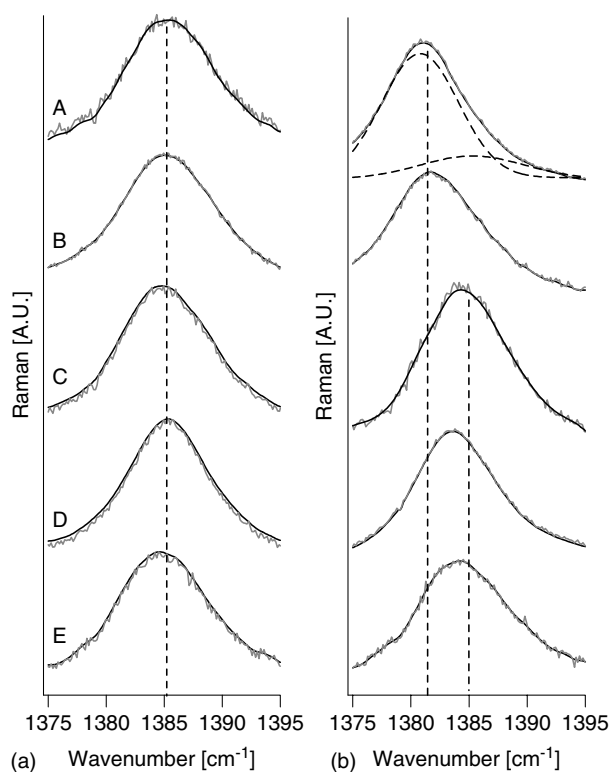 A
B
C
D
E
Raman [A.U.]
1375 1380 1385 1390 1395
(a) Wavenumber [cm⁻¹]
Raman [A.U.]
1375 1380 1385 1390 1395
(b) Wavenumber [cm⁻¹]